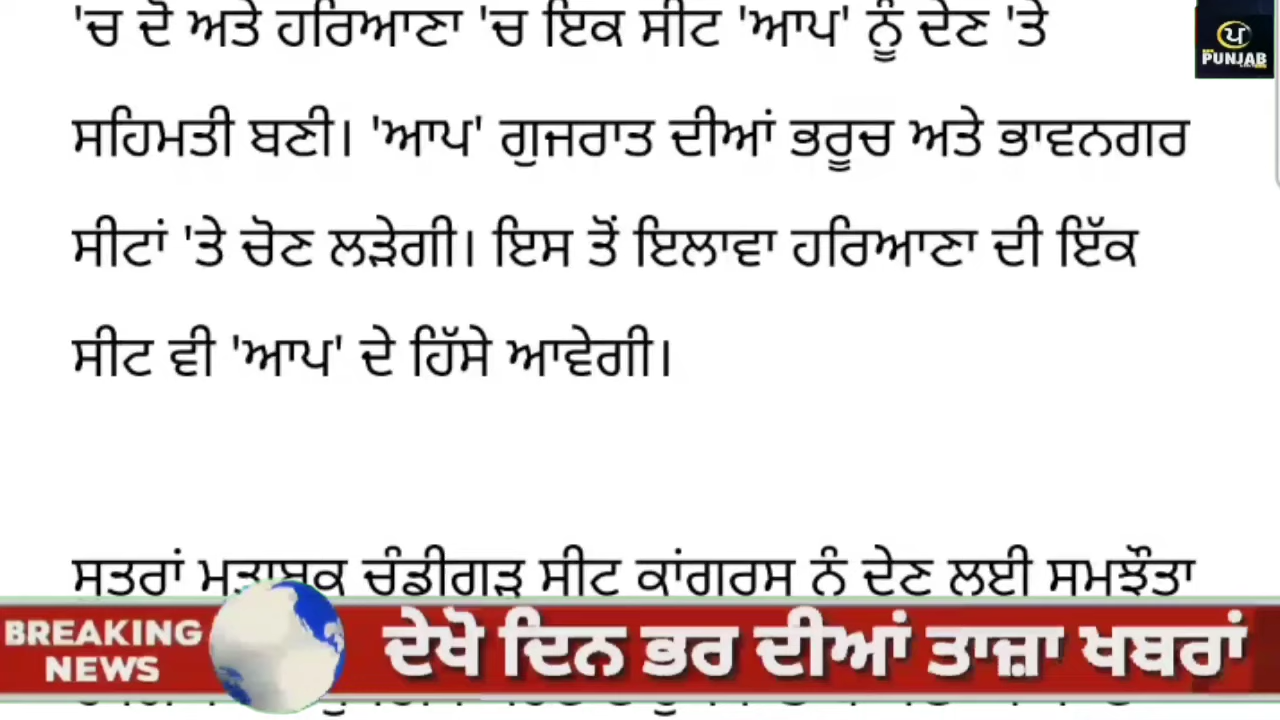 'ਚ ਦੋ ਅਤੇ ਹਰਿਆਣਾ 'ਚ ਇਕ ਸੀਟ 'ਆਪ' ਨੂੰ ਦੇਣ 'ਤੇ
ਪ
PUNJAB
ਸਹਿਮਤੀ ਬਣੀ। 'ਆਪ' ਗੁਜਰਾਤ ਦੀਆਂ ਭਰੂਚ ਅਤੇ ਭਾਵਨਗਰ
ਸੀਟਾਂ 'ਤੇ ਚੋਣ ਲੜੇਗੀ। ਇਸ ਤੋਂ ਇਲਾਵਾ ਹਰਿਆਣਾ ਦੀ ਇੱਕ
ਸੀਟ ਵੀ 'ਆਪ' ਦੇ ਹਿੱਸੇ ਆਵੇਗੀ।
ਮਤਾਬਕ ਚੰਡੀਗੜ ਸੀਟ ਕਾਂਗਰਸ ਨੂੰ ਦੇਣ ਲਈ ਸਮਝੌਤਾ
BREAKING
NEWS
ਦੇਖੋ ਦਿਨ ਭਰ ਦੀਆਂ ਤਾਜ਼ਾ ਖਬਰਾਂ